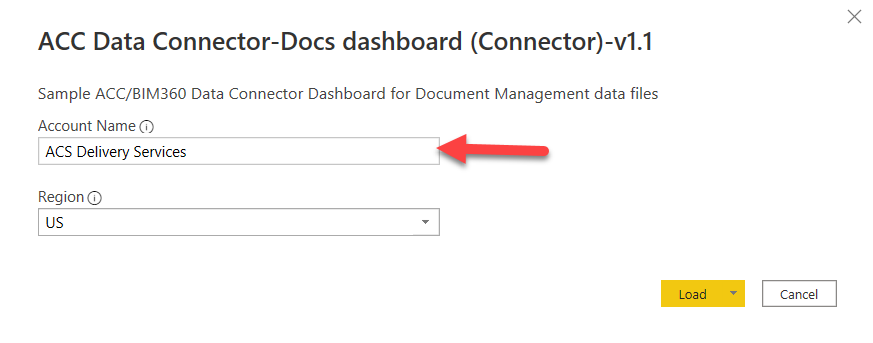 ACC Data Connector-Docs dashboard (Connector)-v1.1
Sample ACC/BIM360 Data Connector Dashboard for Document Management data files
Account Name
ACS Delivery Services
Region
US
Load
Cancel